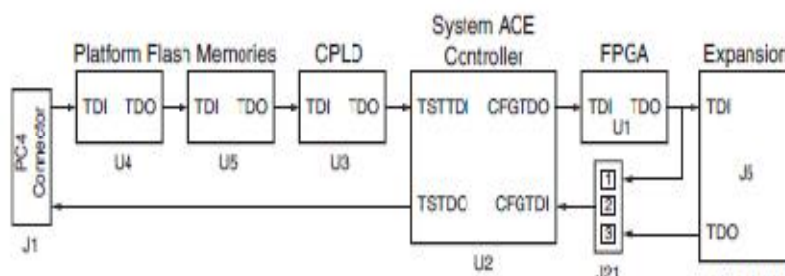 System ACE
Controller
Platform Flash Memories
CPLD
FPGA
Expansion
PC4
Connector
J1
TDI TDO
U4
TDI TDO
U5
TDI TDO
U3
TSTTDI CFGTDO
TSTDO CFGTDI
U2
TDI TDO
U1
1
2
3
J21
TDI
J5
TDO